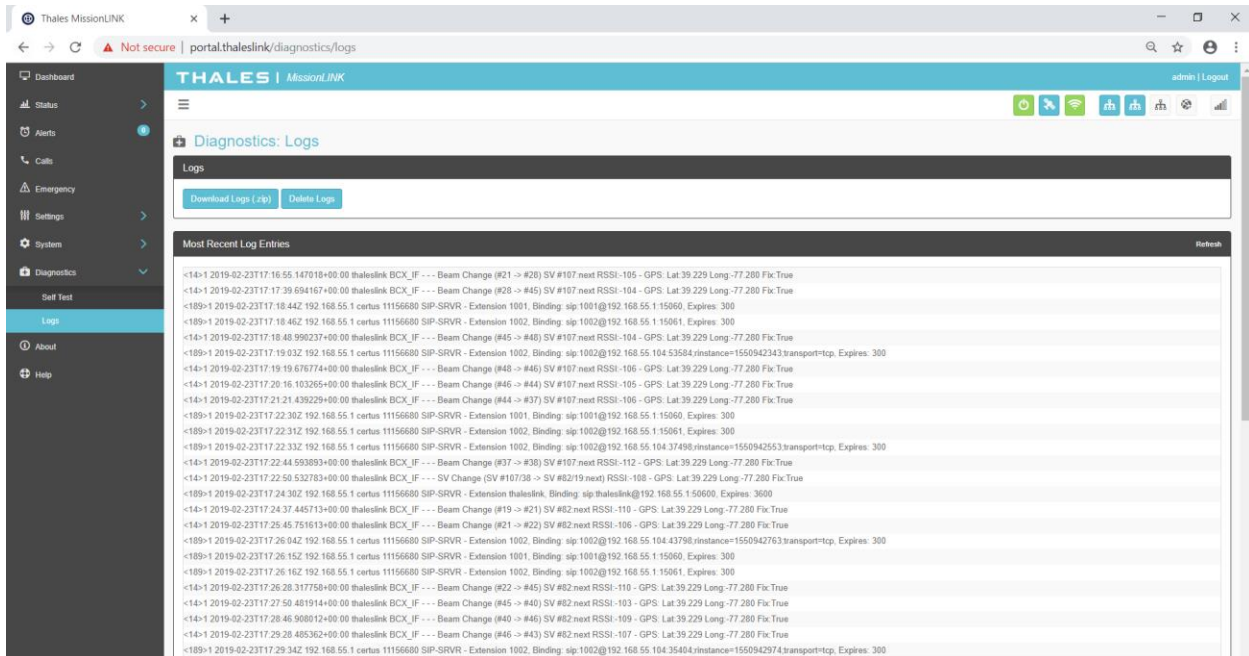 Thales MissionLINK
Not secure | portal.thaleslink/diagnostics/logs
Dashboard
THALES | MissionLINK
admin | Logout
Status
Alerts
0
Diagnostics: Logs
Calls
Logs
Emergency
Download Logs (.zip)
Delete Logs
Settings
System
Most Recent Log Entries
Refresh
Diagnostics
Self Test
Logs
About
Help
<14>1 2019-02-23T17:16:55.147018+00:00 thaleslink BCX_IF - - - Beam Change (#21 -> #28) SV #107:next RSSI:-105 - GPS: Lat:39.229 Long:-77.280 Fix:True
<14>1 2019-02-23T17:17:39.694167+00:00 thaleslink BCX_IF - - - Beam Change (#28 -> #45) SV #107:next RSSI:-104 - GPS: Lat:39.229 Long:-77.280 Fix:True
<189>1 2019-02-23T17:18:44Z 192.168.55.1 certus 11156680 SIP-SRVR - Extension 1001, Binding: sip:1001@192.168.55.1:15060, Expires: 300
<189>1 2019-02-23T17:18:46Z 192.168.55.1 certus 11156680 SIP-SRVR - Extension 1002, Binding: sip:1002@192.168.55.1:15061, Expires: 300
<14>1 2019-02-23T17:18:48.990237+00:00 thaleslink BCX_IF - - - Beam Change (#45 -> #48) SV #107:next RSSI:-104 - GPS: Lat:39.229 Long:-77.280 Fix:True
<189>1 2019-02-23T17:19:03Z 192.168.55.1 certus 11156680 SIP-SRVR - Extension 1002, Binding: sip:1002@192.168.55.104:53584;rinstance=1550942343;transport=tcp, Expires: 300
<14>1 2019-02-23T17:19:19.676774+00:00 thaleslink BCX_IF - - - Beam Change (#48 -> #46) SV #107:next RSSI:-106 - GPS: Lat:39.229 Long:-77.280 Fix:True
<14>1 2019-02-23T17:20:16.103265+00:00 thaleslink BCX_IF - - - Beam Change (#46 -> #44) SV #107:next RSSI:-105 - GPS: Lat:39.229 Long:-77.280 Fix:True
<14>1 2019-02-23T17:21:21.439229+00:00 thaleslink BCX_IF - - - Beam Change (#44 -> #37) SV #107:next RSSI:-106 - GPS: Lat:39.229 Long:-77.280 Fix:True
<189>1 2019-02-23T17:22:30Z 192.168.55.1 certus 11156680 SIP-SRVR - Extension 1001, Binding: sip:1001@192.168.55.1:15060, Expires: 300
<189>1 2019-02-23T17:22:31Z 192.168.55.1 certus 11156680 SIP-SRVR - Extension 1002, Binding: sip:1002@192.168.55.1:15061, Expires: 300
<189>1 2019-02-23T17:22:33Z 192.168.55.1 certus 11156680 SIP-SRVR - Extension 1002, Binding: sip:1002@192.168.55.104:37498;rinstance=1550942553;transport=tcp, Expires: 300
<14>1 2019-02-23T17:22:44.593893+00:00 thaleslink BCX_IF - - - Beam Change (#37 -> #38) SV #107:next RSSI:-112 - GPS: Lat:39.229 Long:-77.280 Fix:True
<14>1 2019-02-23T17:22:50.532783+00:00 thaleslink BCX_IF - - - SV Change (SV #107/38 -> SV #82/19:next) RSSI:-108 - GPS: Lat:39.229 Long:-77.280 Fix:True
<189>1 2019-02-23T17:24:30Z 192.168.55.1 certus 11156680 SIP-SRVR - Extension thaleslink, Binding: sip:thaleslink@192.168.55.1:50600, Expires: 3600
<14>1 2019-02-23T17:24:37.445713+00:00 thaleslink BCX_IF - - - Beam Change (#19 -> #21) SV #82:next RSSI:-110 - GPS: Lat:39.229 Long:-77.280 Fix:True
<14>1 2019-02-23T17:25:45.751613+00:00 thaleslink BCX_IF - - - Beam Change (#21 -> #22) SV #82:next RSSI:-106 - GPS: Lat:39.229 Long:-77.280 Fix:True
<189>1 2019-02-23T17:26:04Z 192.168.55.1 certus 11156680 SIP-SRVR - Extension 1002, Binding: sip:1002@192.168.55.104:43798;rinstance=1550942763;transport=tcp, Expires: 300
<189>1 2019-02-23T17:26:15Z 192.168.55.1 certus 11156680 SIP-SRVR - Extension 1001, Binding: sip:1001@192.168.55.1:15060, Expires: 300
<189>1 2019-02-23T17:26:16Z 192.168.55.1 certus 11156680 SIP-SRVR - Extension 1002, Binding: sip:1002@192.168.55.1:15061, Expires: 300
<14>1 2019-02-23T17:26:28.317758+00:00 thaleslink BCX_IF - - - Beam Change (#22 -> #45) SV #82:next RSSI:-110 - GPS: Lat:39.229 Long:-77.280 Fix:True
<14>1 2019-02-23T17:27:50.481914+00:00 thaleslink BCX_IF - - - Beam Change (#45 -> #40) SV #82:next RSSI:-103 - GPS: Lat:39.229 Long:-77.280 Fix:True
<14>1 2019-02-23T17:28:46.908012+00:00 thaleslink BCX_IF - - - Beam Change (#40 -> #46) SV #82:next RSSI:-109 - GPS: Lat:39.229 Long:-77.280 Fix:True
<14>1 2019-02-23T17:29:28.485362+00:00 thaleslink BCX_IF - - - Beam Change (#46 -> #43) SV #82:next RSSI:-107 - GPS: Lat:39.229 Long:-77.280 Fix:True
<189>1 2019-02-23T17:29:34Z 192.168.55.1 certus 11156680 SIP-SRVR - Extension 1002, Binding: sip:1002@192.168.55.104:35404;rinstance=1550942974;transport=tcp, Expires: 300